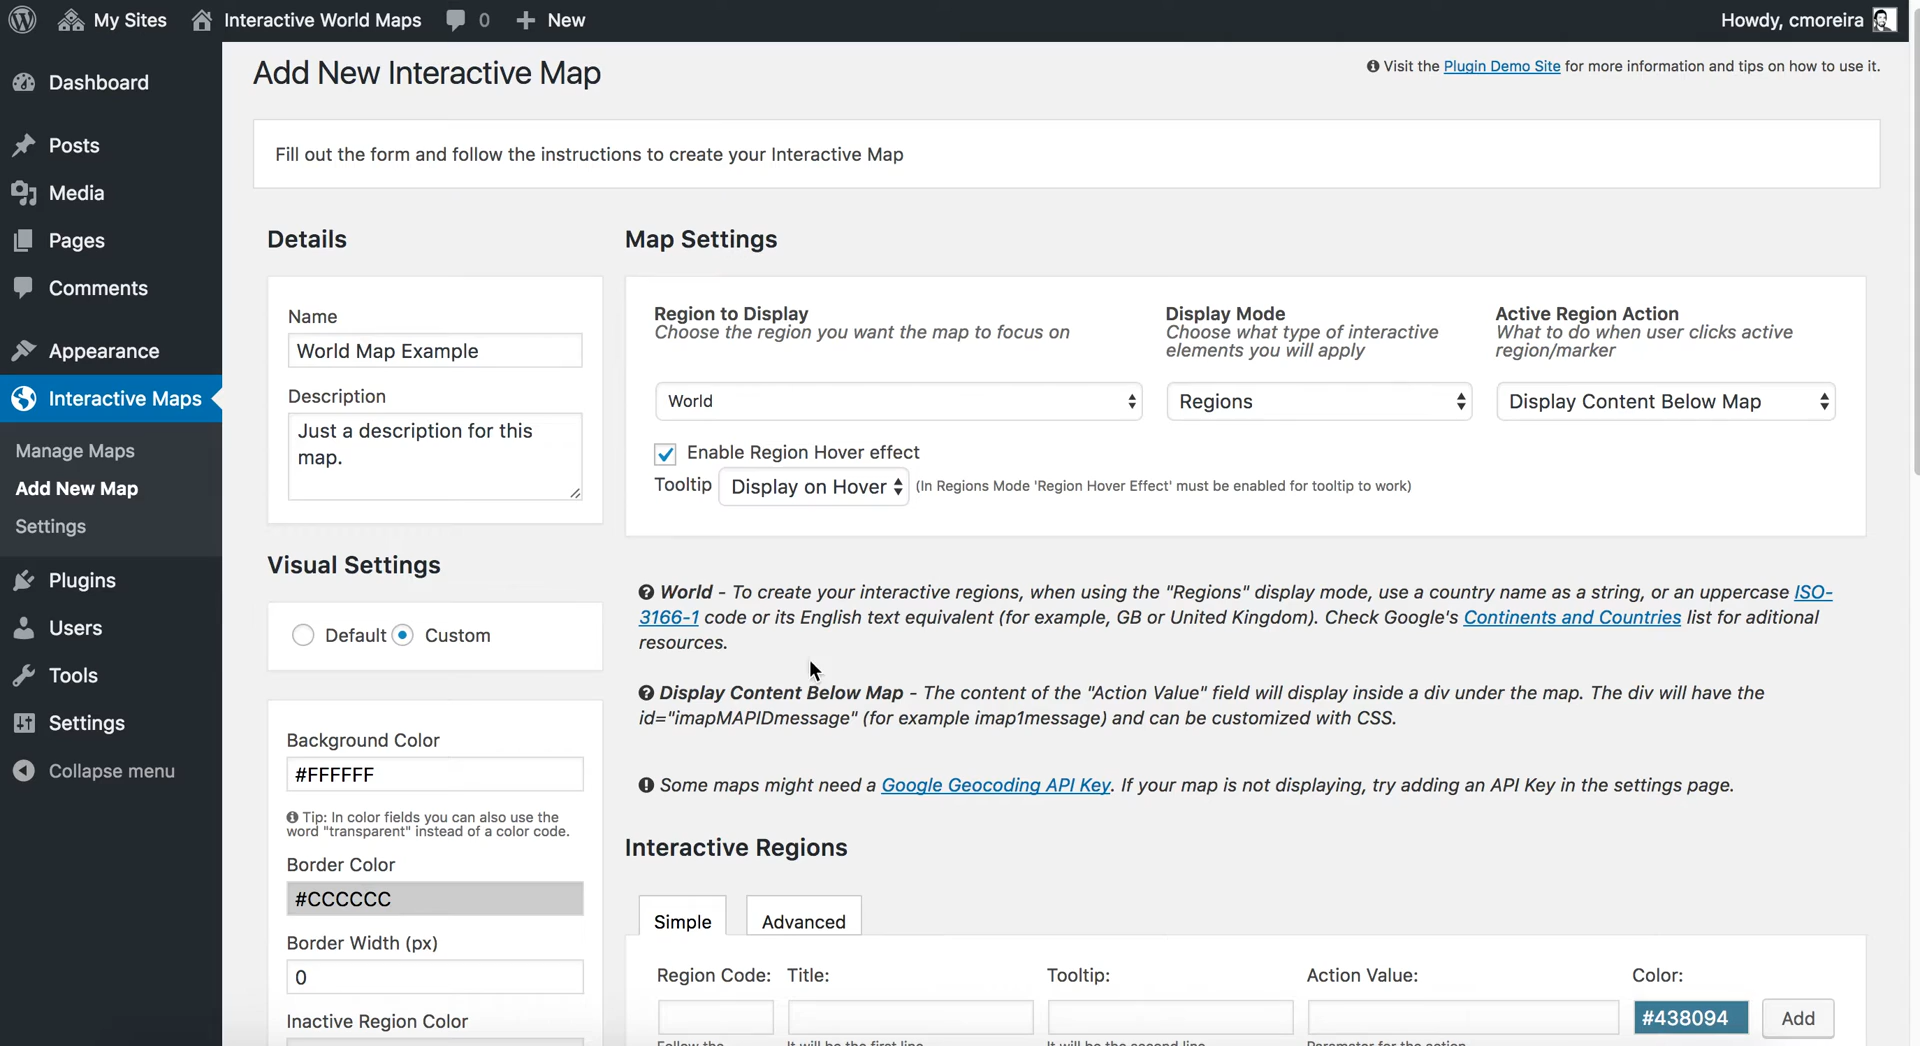 My Sites
Interactive World Maps
0
New
Howdy, cmoreira
Dashboard
Posts
Media
Pages
Comments
Appearance
Interactive Maps
Manage Maps
Add New Map
Settings
Plugins
Users
Tools
Settings
Collapse menu
Add New Interactive Map
Visit the Plugin Demo Site for more information and tips on how to use it.
Fill out the form and follow the instructions to create your Interactive Map
Details
Name
World Map Example
Description
Just a description for this
map.
Visual Settings
Default
Custom
Background Color
#FFFFFF
Tip: In color fields you can also use the
word "transparent" instead of a color code.
Border Color
#CCCCCC
Border Width (px)
0
Inactive Region Color
Map Settings
Region to Display
Choose the region you want the map to focus on
World
Display Mode
Choose what type of interactive
elements you will apply
Regions
Active Region Action
What to do when user clicks active
region/marker
Display Content Below Map
Enable Region Hover effect
Tooltip Display on Hover (In Regions Mode 'Region Hover Effect' must be enabled for tooltip to work)
World - To create your interactive regions, when using the "Regions" display mode, use a country name as a string, or an uppercase ISO-
3166-1 code or its English text equivalent (for example, GB or United Kingdom). Check Google's Continents and Countries list for aditional
resources.
Display Content Below Map - The content of the "Action Value" field will display inside a div under the map. The div will have the
id="imapMAPIDmessage" (for example imap1message) and can be customized with CSS.
Some maps might need a Google Geocoding API Key. If your map is not displaying, try adding an API Key in the settings page.
Interactive Regions
Simple
Advanced
Region Code: Title: Tooltip: Action Value: Color:
#438094
Add